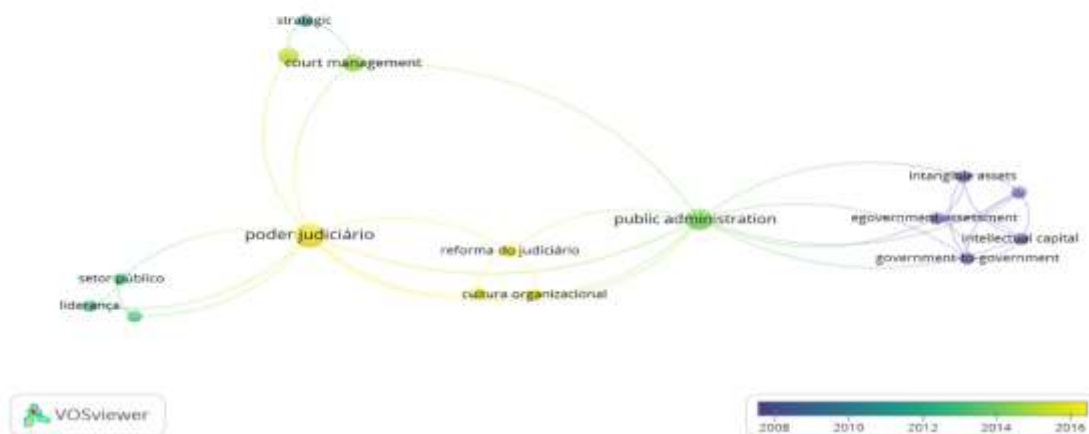 strategic
court management
intangible assets
public administration
egovernment assessment
poder judiciário
intellectual capital
reforma do judiciário
government-to-government
setor público
cultura organizacional
liderança
VOSviewer
2008 2010 2012 2014 2016